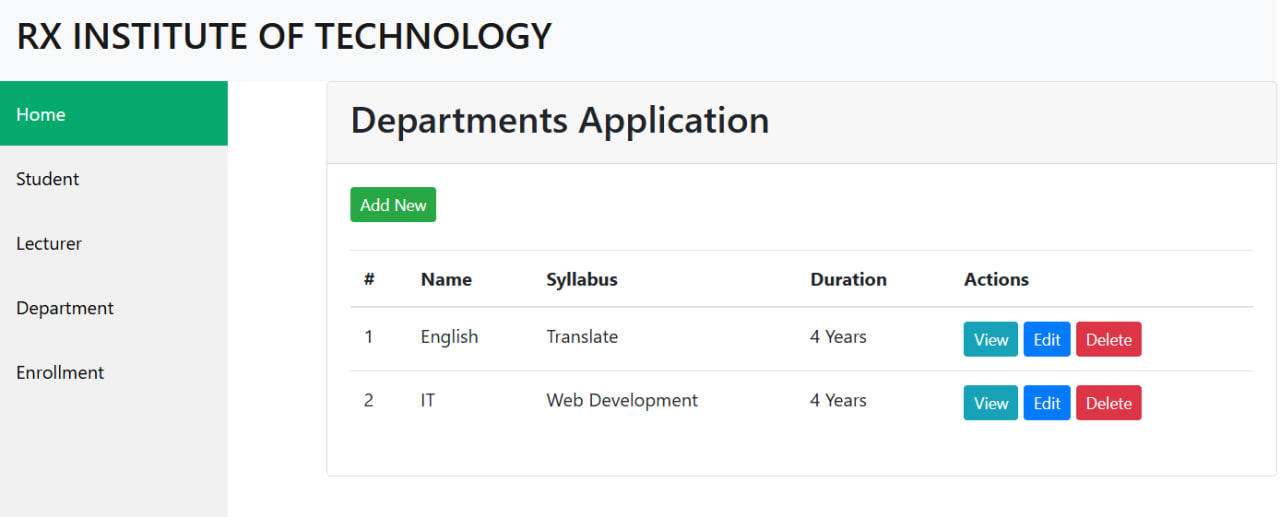 RX INSTITUTE OF TECHNOLOGY
Home
Student
Lecturer
Department
Enrollment
Departments Application
Add New
# Name Syllabus Duration Actions
1 English Translate 4 Years View Edit Delete
2 IT Web Development 4 Years View Edit Delete